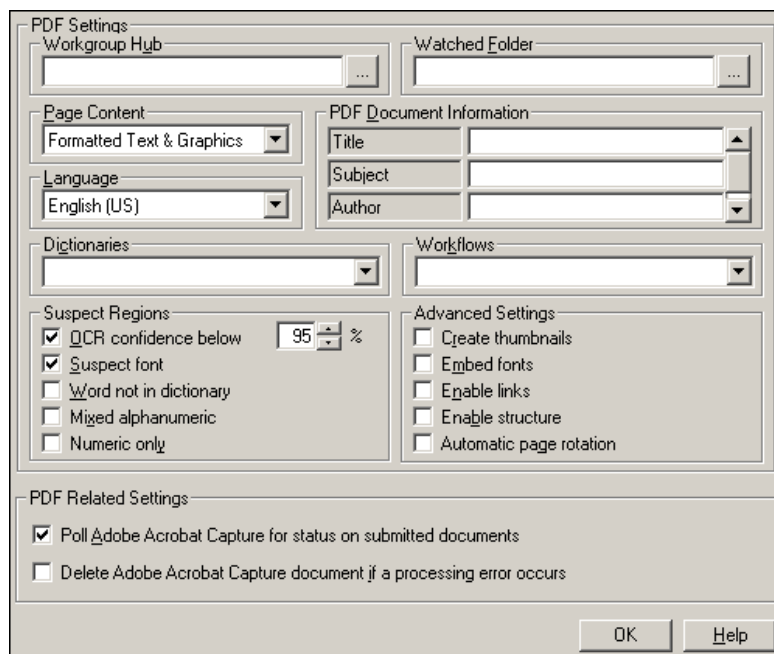 PDF Settings
Workgroup Hub
Watched Folder
...
...
Page Content
PDF Document Information
Formatted Text & Graphics
Title
Subject
Language
English (US)
Author
Dictionaries
Workflows
Suspect Regions
Advanced Settings
OCR confidence below 95 %
Create thumbnails
Suspect font
Embed fonts
Word not in dictionary
Enable links
Mixed alphanumeric
Enable structure
Numeric only
Automatic page rotation
PDF Related Settings
Poll Adobe Acrobat Capture for status on submitted documents
Delete Adobe Acrobat Capture document if a processing error occurs
OK
Help